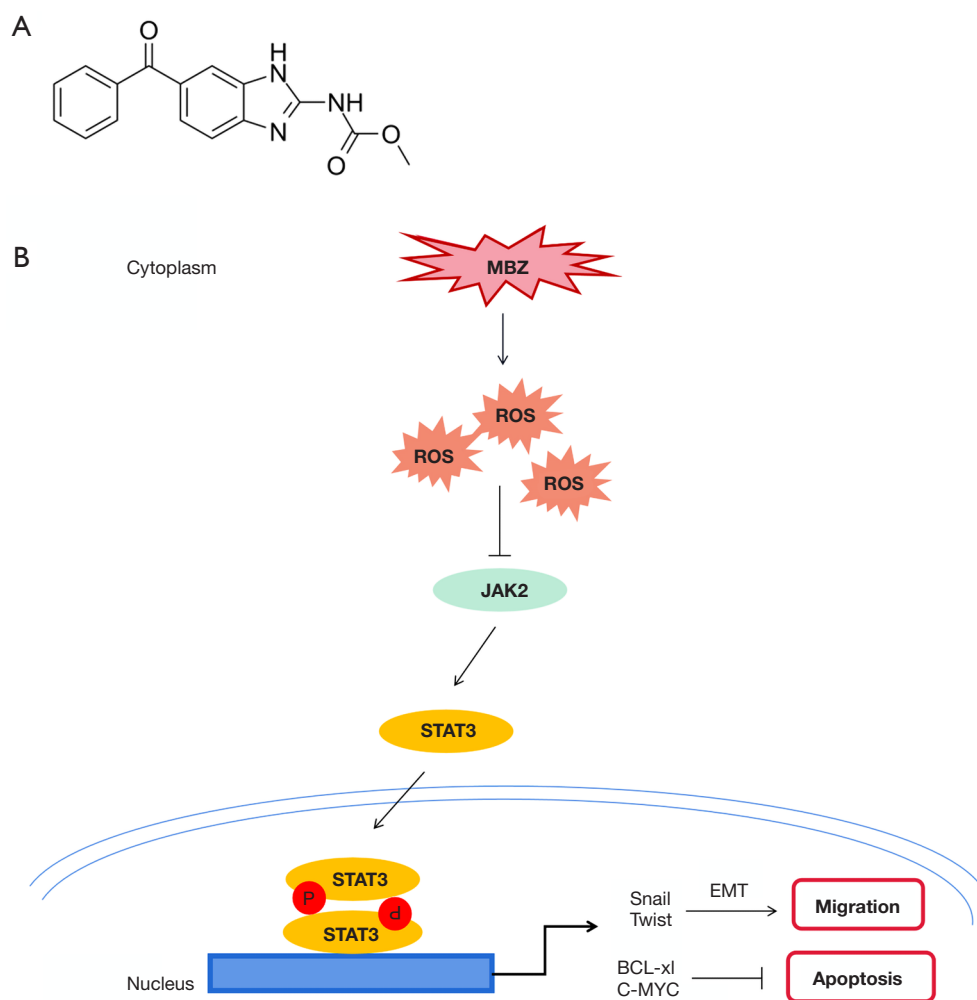 A
O
H
N
NH
N
O
O
B
Cytoplasm
MBZ
ROS
ROS
ROS
JAK2
STAT3
STAT3
P
P
STAT3
Nucleus
Snail
Twist
EMT
Migration
BCL-xl
C-MYC
Apoptosis